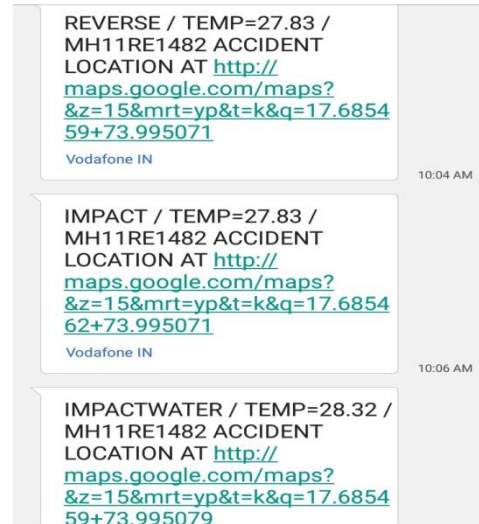 REVERSE / TEMP=27.83 /
MH11RE1482 ACCIDENT
LOCATION AT http://
maps.google.com/maps?
&z=15&mrt=yp&t=k&q=17.6854
59+73.995071
Vodafone IN
10:04 AM
IMPACT / TEMP=27.83 /
MH11RE1482 ACCIDENT
LOCATION AT http://
maps.google.com/maps?
&z=15&mrt=yp&t=k&q=17.6854
62+73.995071
Vodafone IN
10:06 AM
IMPACTWATER / TEMP=28.32 /
MH11RE1482 ACCIDENT
LOCATION AT http://
maps.google.com/maps?
&z=15&mrt=yp&t=k&q=17.6854
59+73.995079